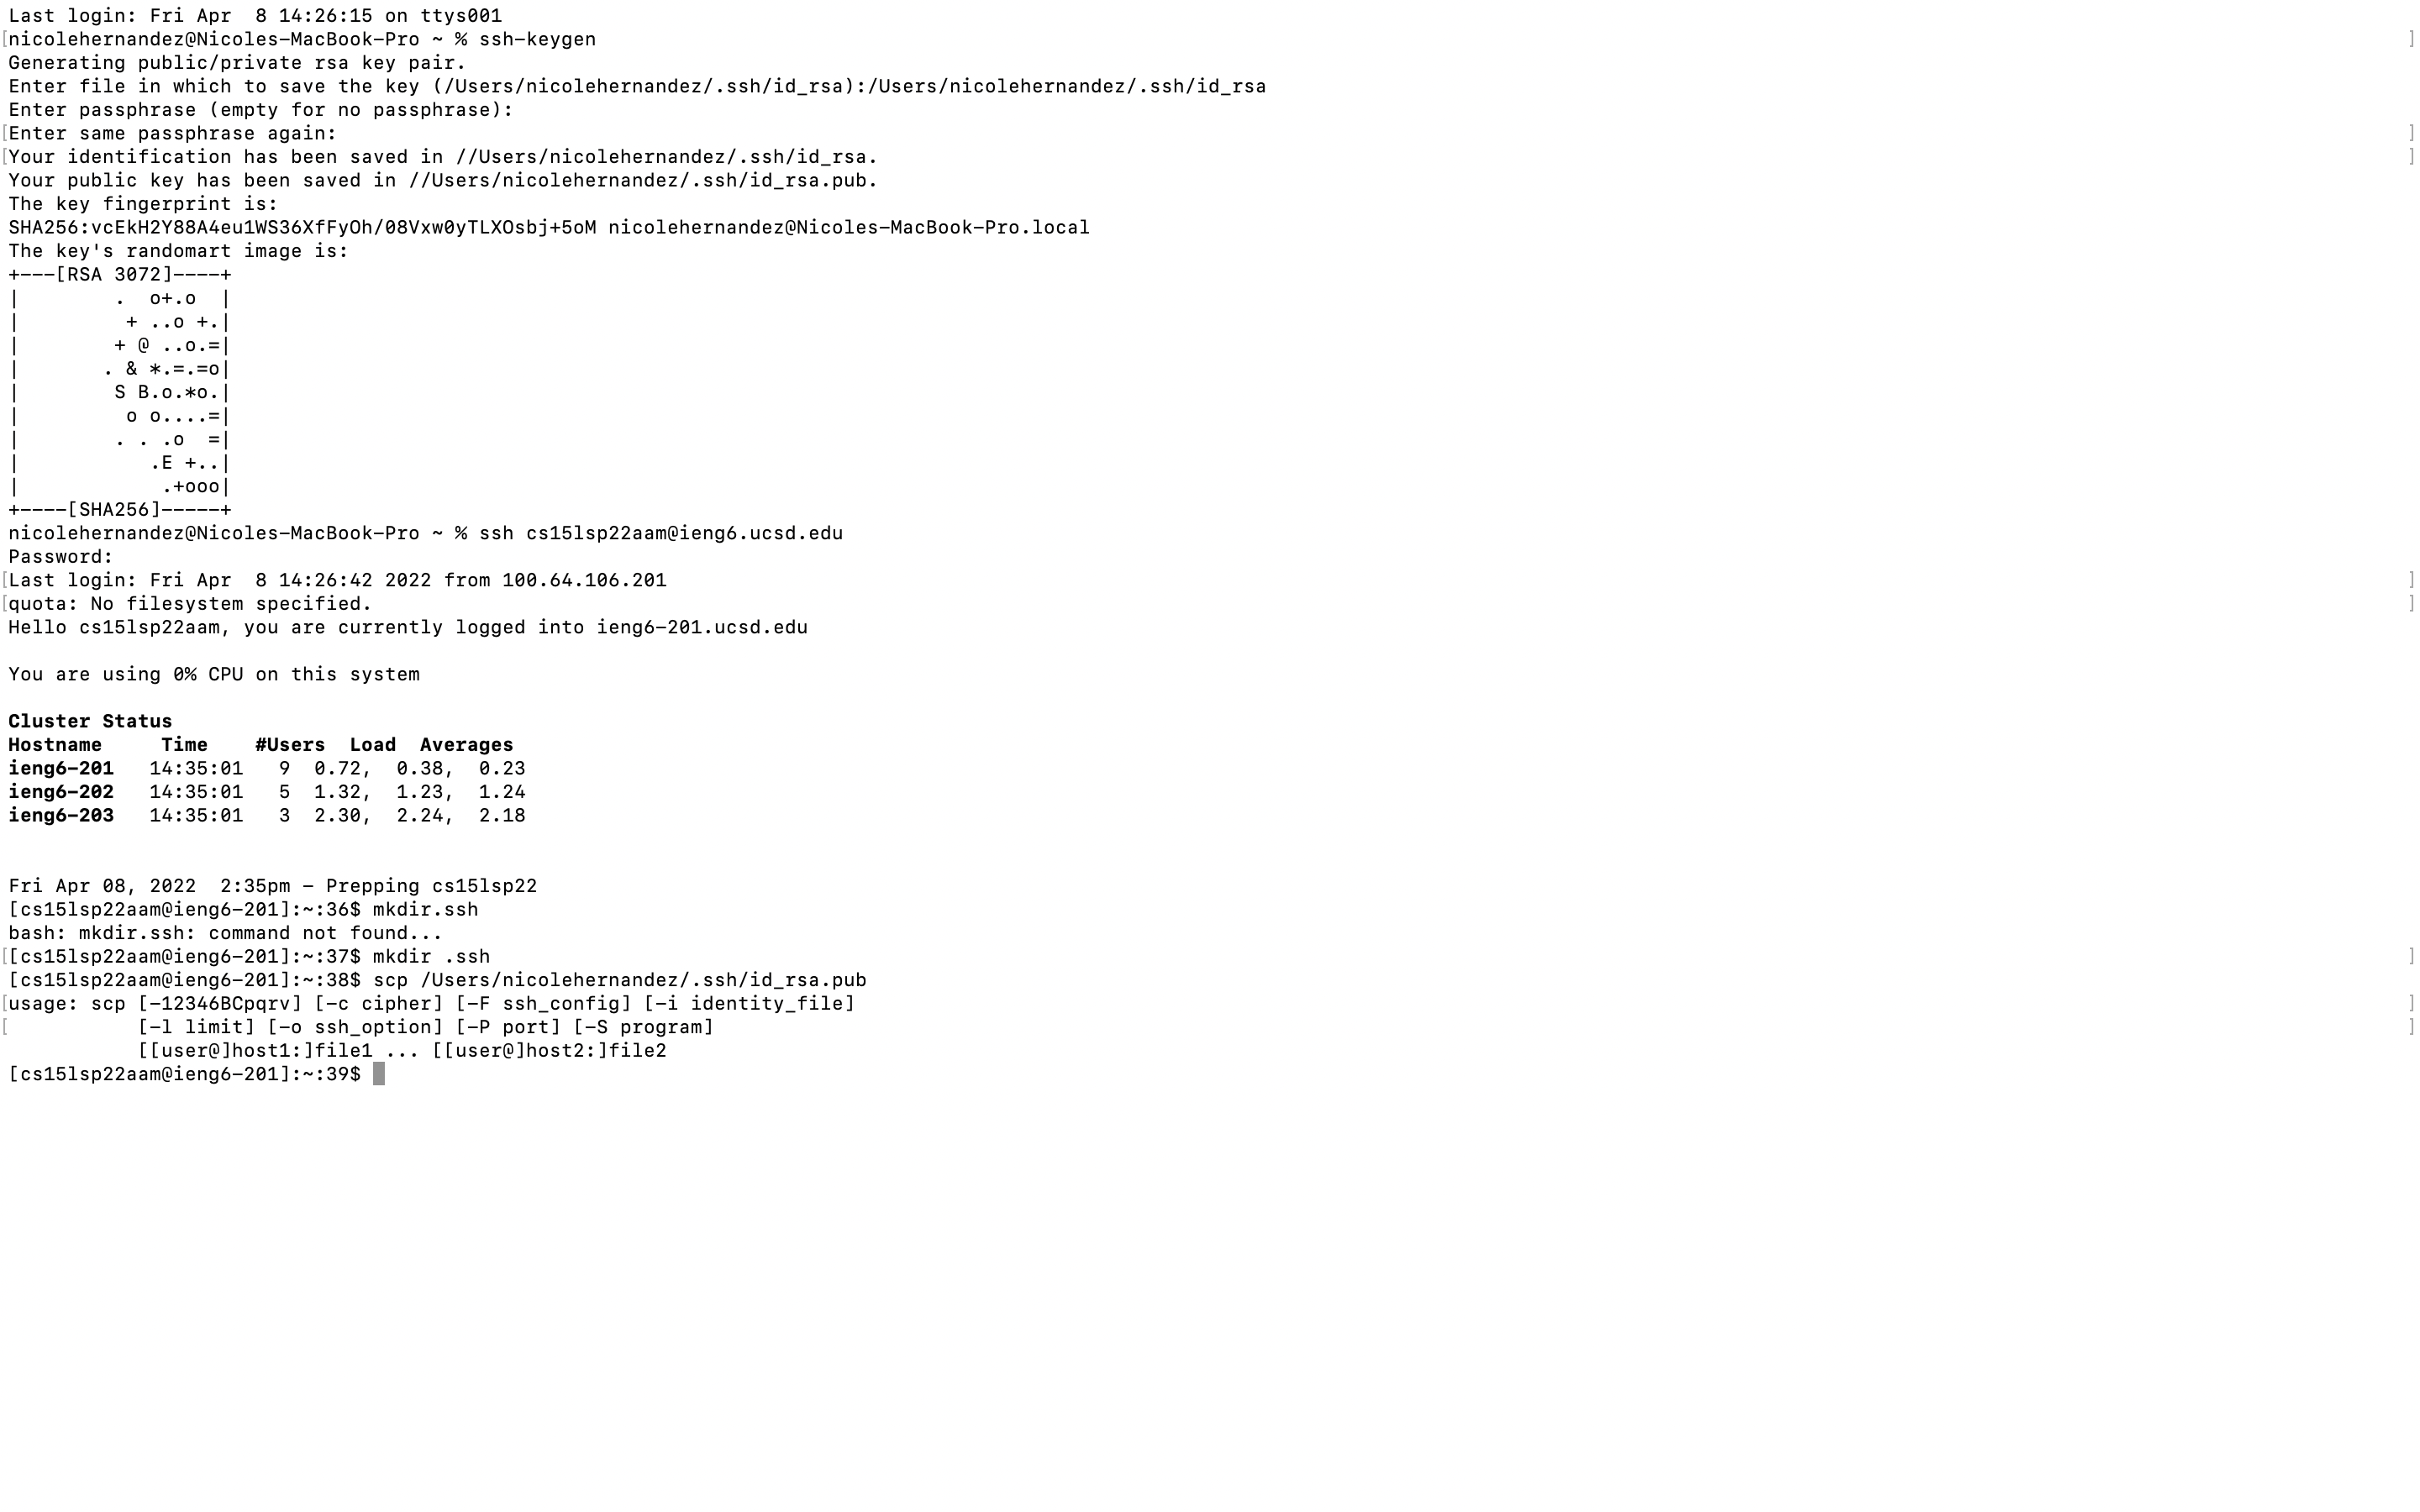 Last login: Fri Apr  8 14:26:15 on ttys001
[nicolehernandez@Nicoles-MacBook-Pro ~ % ssh-keygen ]
Generating public/private rsa key pair.
Enter file in which to save the key (/Users/nicolehernandez/.ssh/id_rsa):/Users/nicolehernandez/.ssh/id_rsa
Enter passphrase (empty for no passphrase):
[Enter same passphrase again: ]
[Your identification has been saved in //Users/nicolehernandez/.ssh/id_rsa. ]
Your public key has been saved in //Users/nicolehernandez/.ssh/id_rsa.pub.
The key fingerprint is:
SHA256:vcEkH2Y88A4eu1WS36XfFyOh/08Vxw0yTLXOsbj+5oM nicolehernandez@Nicoles-MacBook-Pro.local
The key's randomart image is:
+---[RSA 3072]----+
|        .  o+.o  |
|         + ..o +.|
|        + @ ..o.=|
|       . & *.=.=o|
|        S B.o.*o.|
|         o o....=|
|        . . .o  =|
|           .E +..|
|            .+ooo|
+----[SHA256]-----+
nicolehernandez@Nicoles-MacBook-Pro ~ % ssh cs15lsp22aam@ieng6.ucsd.edu
Password:
[Last login: Fri Apr  8 14:26:42 2022 from 100.64.106.201 ]
[quota: No filesystem specified. ]
Hello cs15lsp22aam, you are currently logged into ieng6-201.ucsd.edu
You are using 0% CPU on this system
Cluster Status
Hostname     Time    #Users  Load  Averages
ieng6-201   14:35:01   9  0.72,  0.38,  0.23
ieng6-202   14:35:01   5  1.32,  1.23,  1.24
ieng6-203   14:35:01   3  2.30,  2.24,  2.18
Fri Apr 08, 2022  2:35pm - Prepping cs15lsp22
[cs15lsp22aam@ieng6-201]:~:36$ mkdir.ssh
bash: mkdir.ssh: command not found...
[[cs15lsp22aam@ieng6-201]:~:37$ mkdir .ssh ]
[cs15lsp22aam@ieng6-201]:~:38$ scp /Users/nicolehernandez/.ssh/id_rsa.pub
[usage: scp [-12346BCpqrv] [-c cipher] [-F ssh_config] [-i identity_file] ]
[           [-l limit] [-o ssh_option] [-P port] [-S program] ]
           [[user@]host1:]file1 ... [[user@]host2:]file2
[cs15lsp22aam@ieng6-201]:~:39$